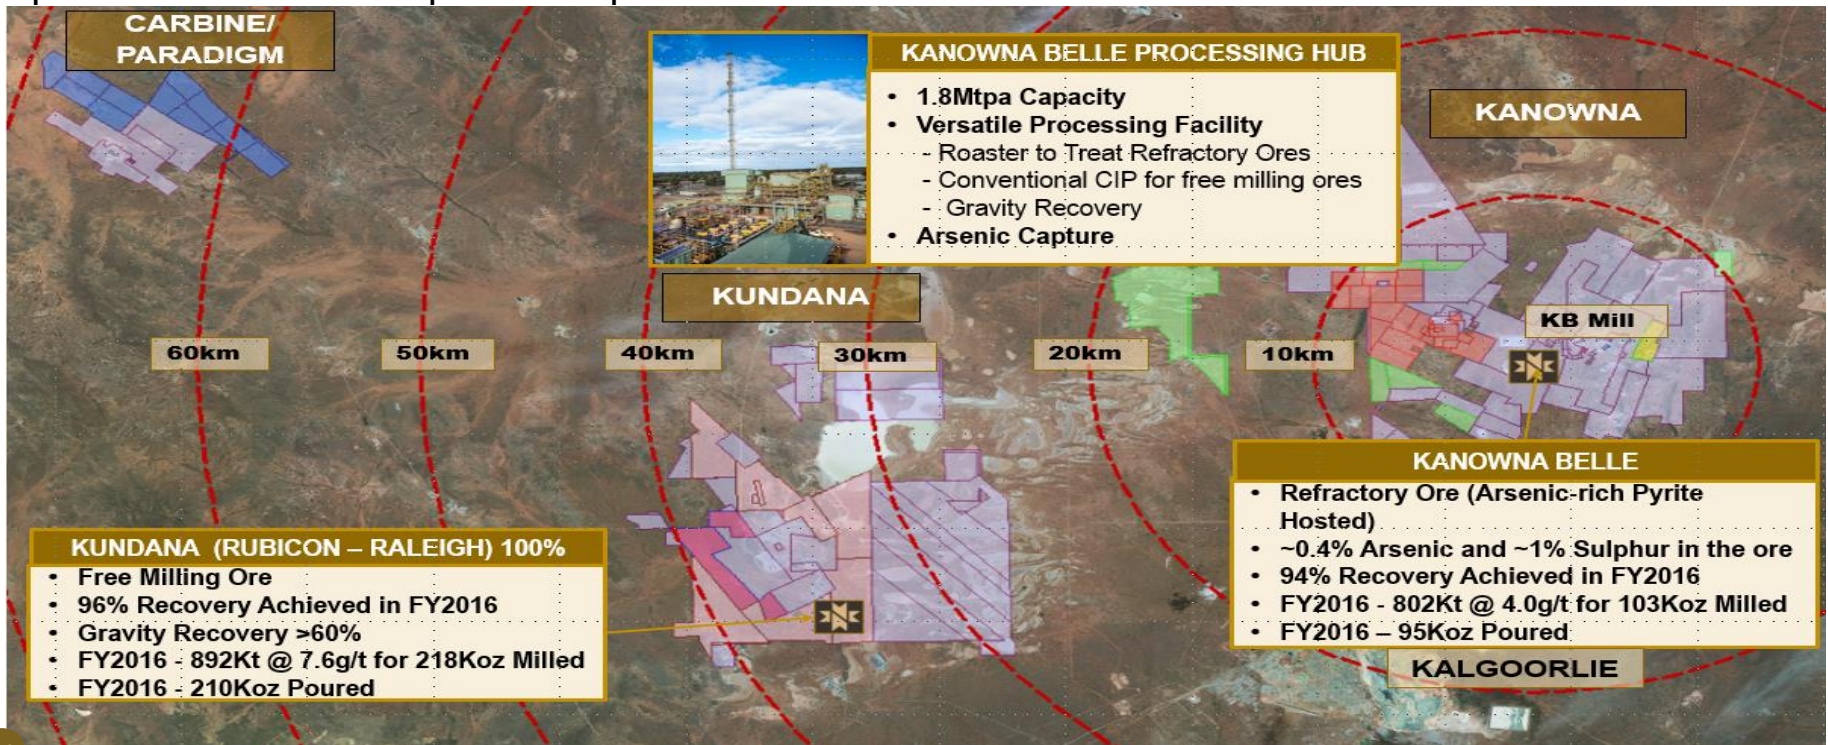 CARBINE/
PARADIGM
KANOWNA BELLE PROCESSING HUB
• 1.8Mtpa Capacity
• Versatile Processing Facility
- Roaster to Treat Refractory Ores
- Conventional CIP for free milling ores
- Gravity Recovery
• Arsenic Capture
KANOWNA
KUNDANA
KB Mill
60km
50km
40km
30km
20km
10km
KANOWNA BELLE
• Refractory Ore (Arsenic-rich Pyrite
Hosted)
• ~0.4% Arsenic and ~1% Sulphur in the ore
• 94% Recovery Achieved in FY2016
• FY2016 - 802Kt @ 4.0g/t for 103Koz Milled
• FY2016 – 95Koz Poured
KUNDANA (RUBICON – RALEIGH) 100%
• Free Milling Ore
• 96% Recovery Achieved in FY2016
• Gravity Recovery >60%
• FY2016 - 892Kt @ 7.6g/t for 218Koz Milled
• FY2016 - 210Koz Poured
KALGOORLIE